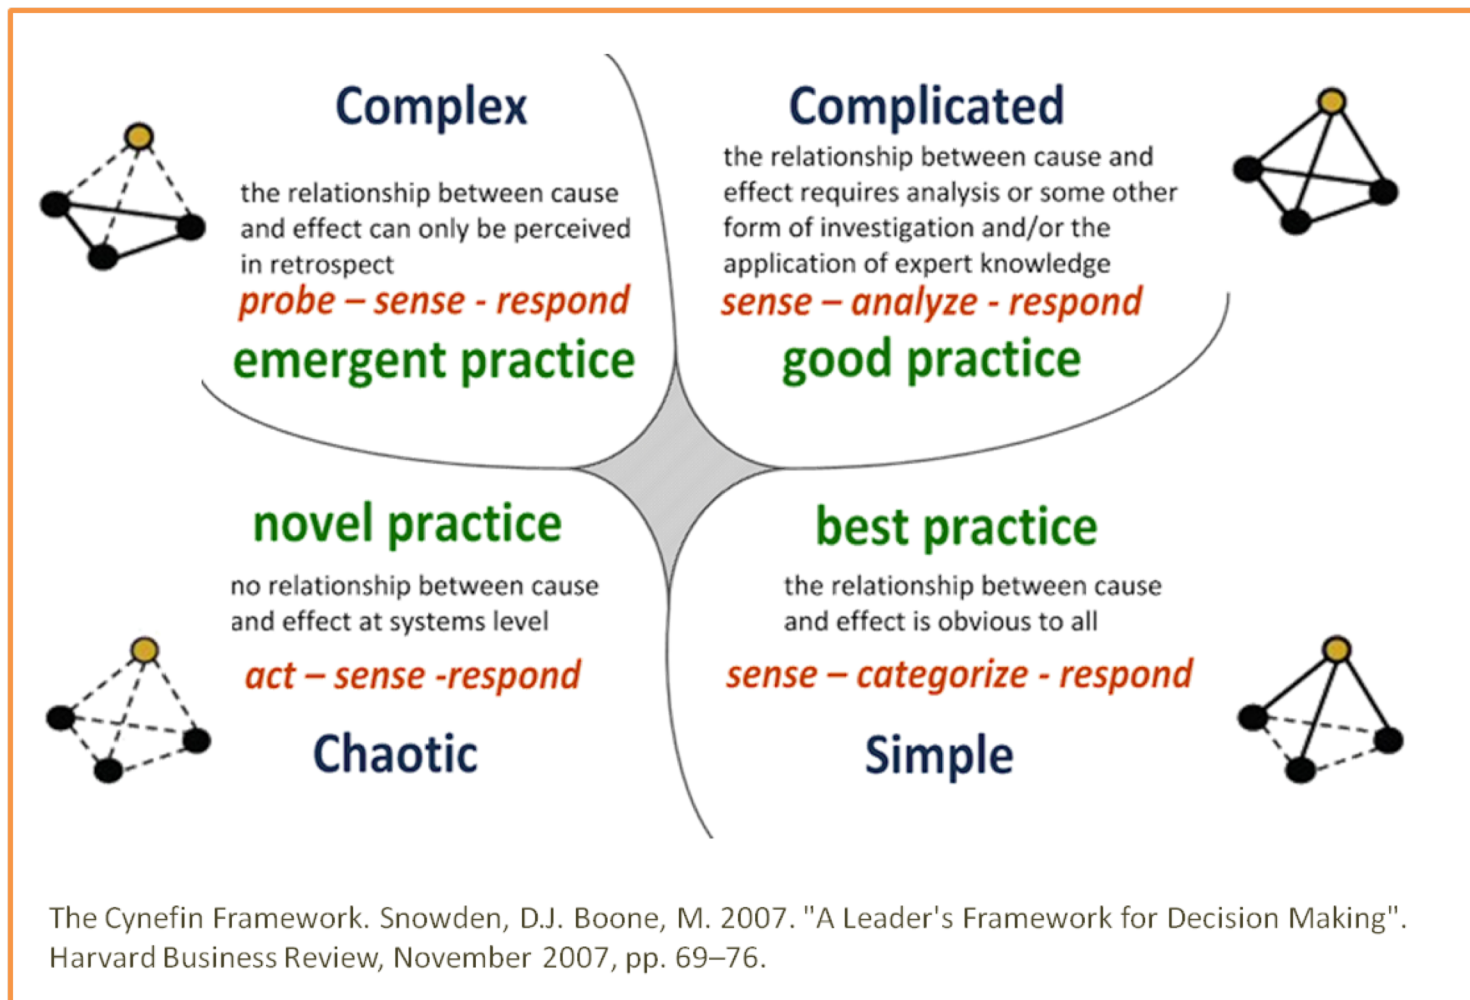 Complex
the relationship between cause
and effect can only be perceived
in retrospect
probe – sense - respond
emergent practice
Complicated
the relationship between cause and
effect requires analysis or some other
form of investigation and/or the
application of expert knowledge
sense – analyze - respond
good practice
novel practice
no relationship between cause
and effect at systems level
act – sense -respond
Chaotic
best practice
the relationship between cause
and effect is obvious to all
sense – categorize - respond
Simple
The Cynefin Framework. Snowden, D.J. Boone, M. 2007. "A Leader's Framework for Decision Making".
Harvard Business Review, November 2007, pp. 69–76.